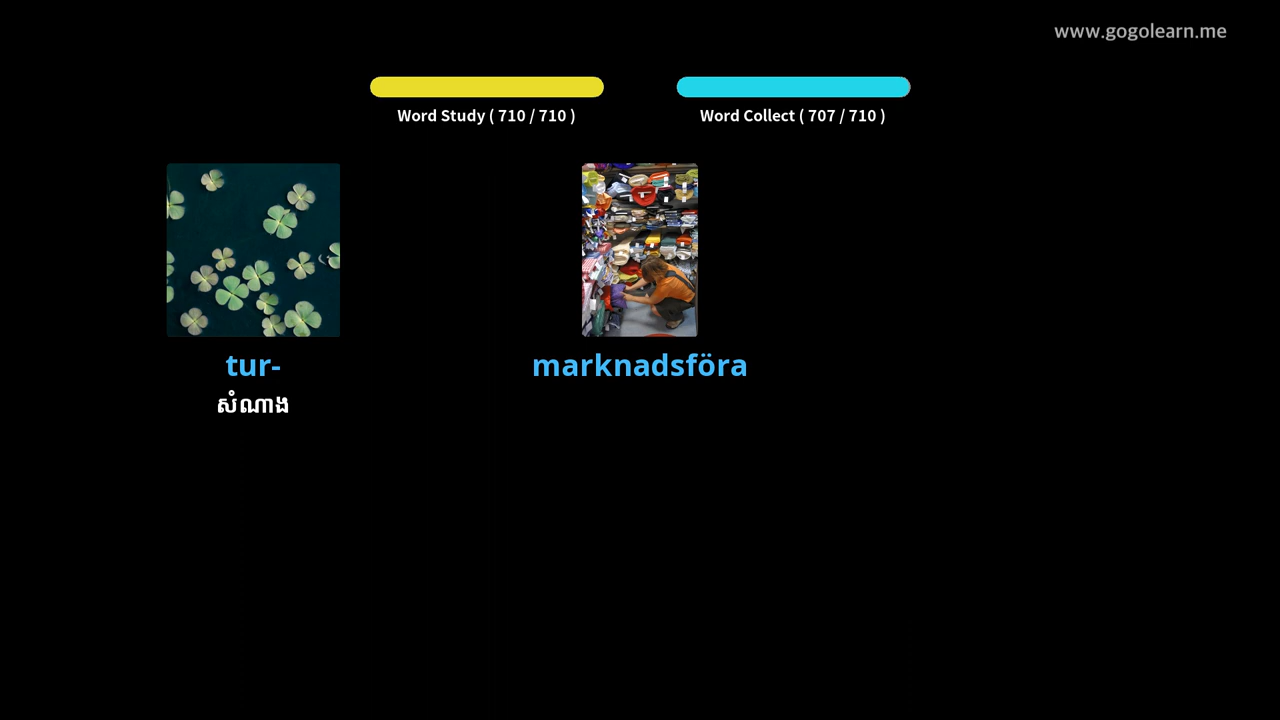 www.gogolearn.me
Word Study ( 710 / 710 )
Word Collect ( 707 / 710 )
tur-
marknadsföra
សំណាង